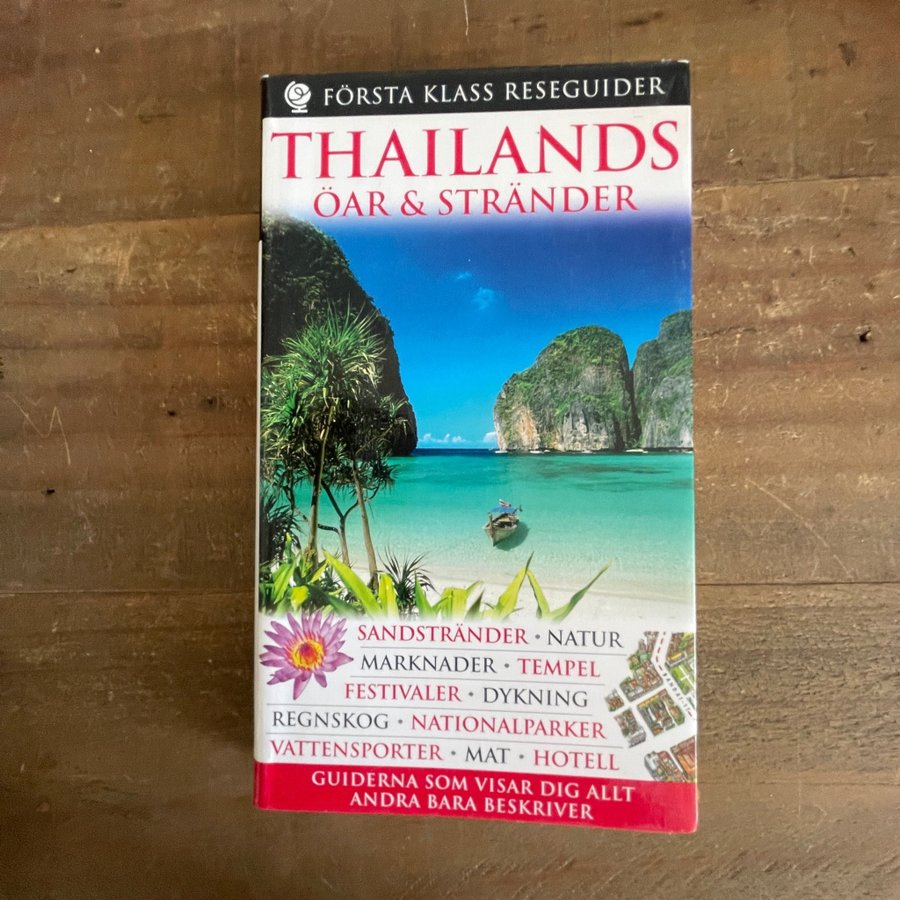 FÖRSTA KLASS RESEGUIDER
THAILANDS
ÖAR & STRÄNDER
SANDSTRÄNDER • NATUR
MARKNADER • TEMPEL
FESTIVALER • DYKNING
REGNSKOG • NATIONALPARKER
VATTENSPORTER • MAT • HOTELL
GUIDERNA SOM VISAR DIG ALLT
ANDRA BARA BESKRIVER